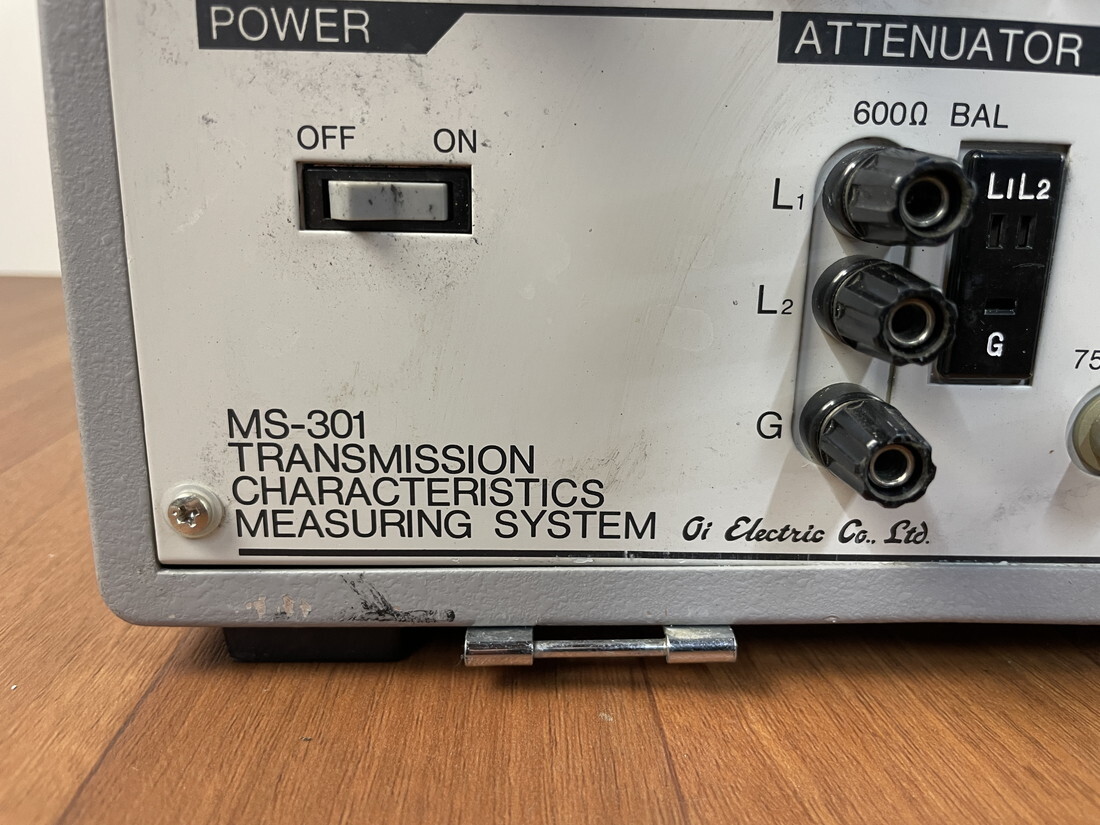 POWER
ATTENUATOR
600Ω BAL
OFF ON
L1
L1L2
L2
G
G
75
MS-301
TRANSMISSION
CHARACTERISTICS
MEASURING SYSTEM Oi Electric Co., Ltd.